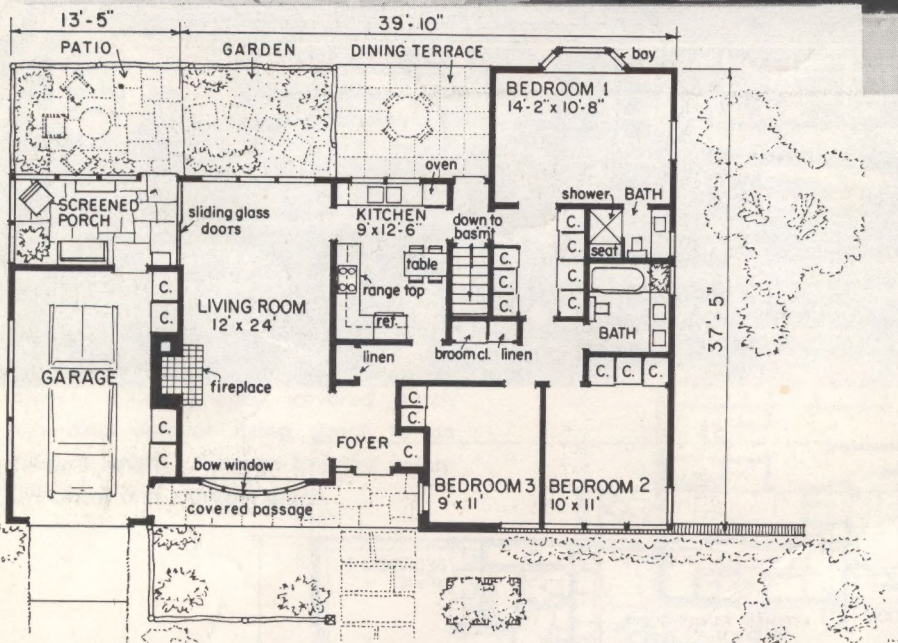 13'-5"
39'-10"
PATIO
GARDEN
DINING TERRACE
bay
BEDROOM 1
14'-2" x 10'-8"
oven
SCREENED
PORCH
sliding glass
doors
KITCHEN
9' x 12'-6"
down to
basm't
shower
BATH
seat
C.
C.
C.
C.
C.
C.
C.
table
range top
ref.
LIVING ROOM
12' x 24'
C.
C.
BATH
37'-5"
broom cl.
linen
linen
GARAGE
fireplace
C.
C.
C.
C.
C.
C.
C.
C.
FOYER
bow window
covered passage
BEDROOM 3
9' x 11'
BEDROOM 2
10' x 11'